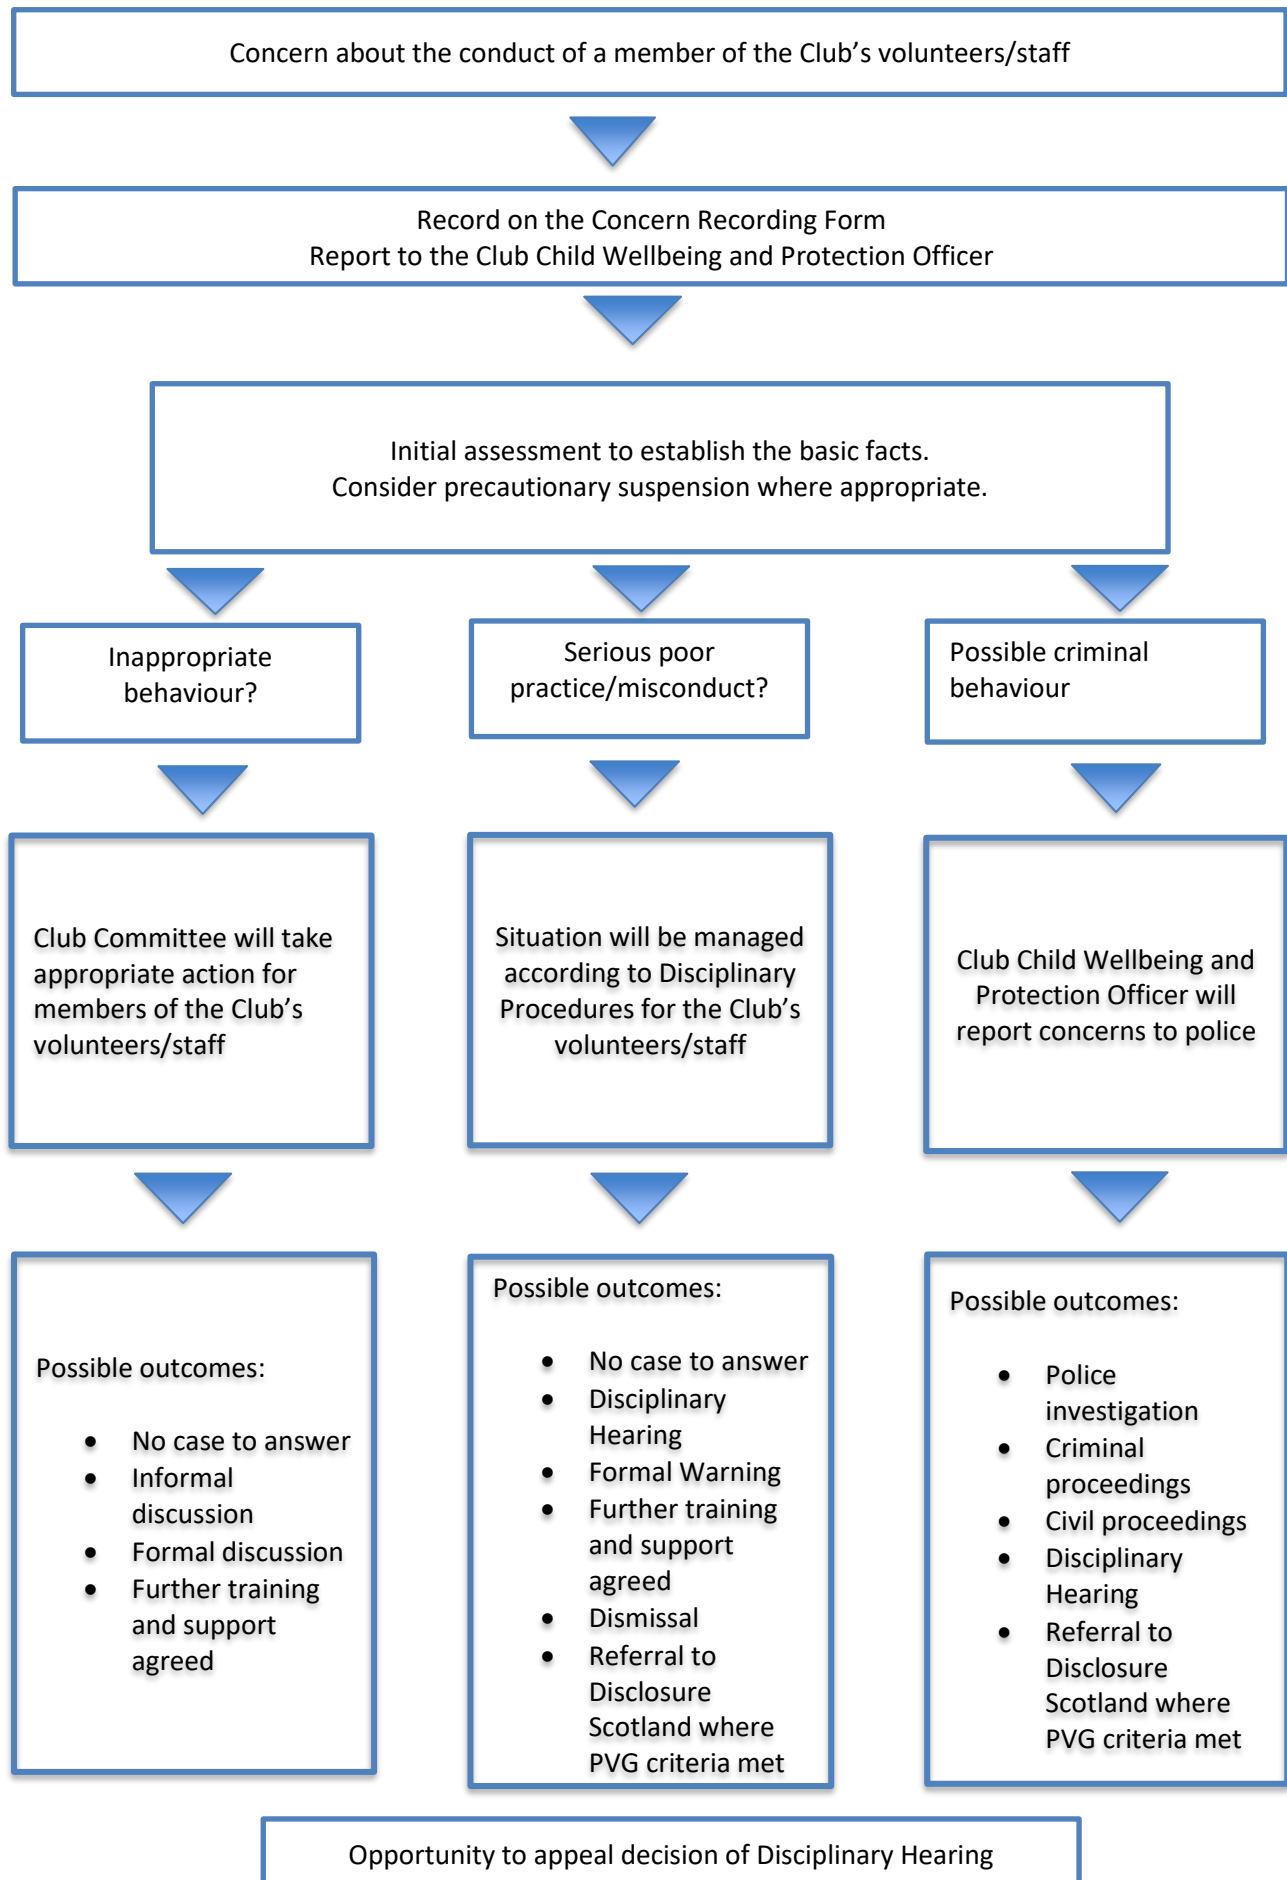 Concern about the conduct of a member of the Club’s volunteers/staff
Record on the Concern Recording Form
Report to the Club Child Wellbeing and Protection Officer
Initial assessment to establish the basic facts.
Consider precautionary suspension where appropriate.
Inappropriate
behaviour?
Serious poor
practice/misconduct?
Possible criminal
behaviour
Club Committee will take
appropriate action for
members of the Club’s
volunteers/staff
Situation will be managed
according to Disciplinary
Procedures for the Club’s
volunteers/staff
Club Child Wellbeing and
Protection Officer will
report concerns to police
Possible outcomes:
• No case to answer
• Informal
discussion
• Formal discussion
• Further training
and support
agreed
Possible outcomes:
• No case to answer
• Disciplinary
Hearing
• Formal Warning
• Further training
and support
agreed
• Dismissal
• Referral to
Disclosure
Scotland where
PVG criteria met
Possible outcomes:
• Police
investigation
• Criminal
proceedings
• Civil proceedings
• Disciplinary
Hearing
• Referral to
Disclosure
Scotland where
PVG criteria met
Opportunity to appeal decision of Disciplinary Hearing